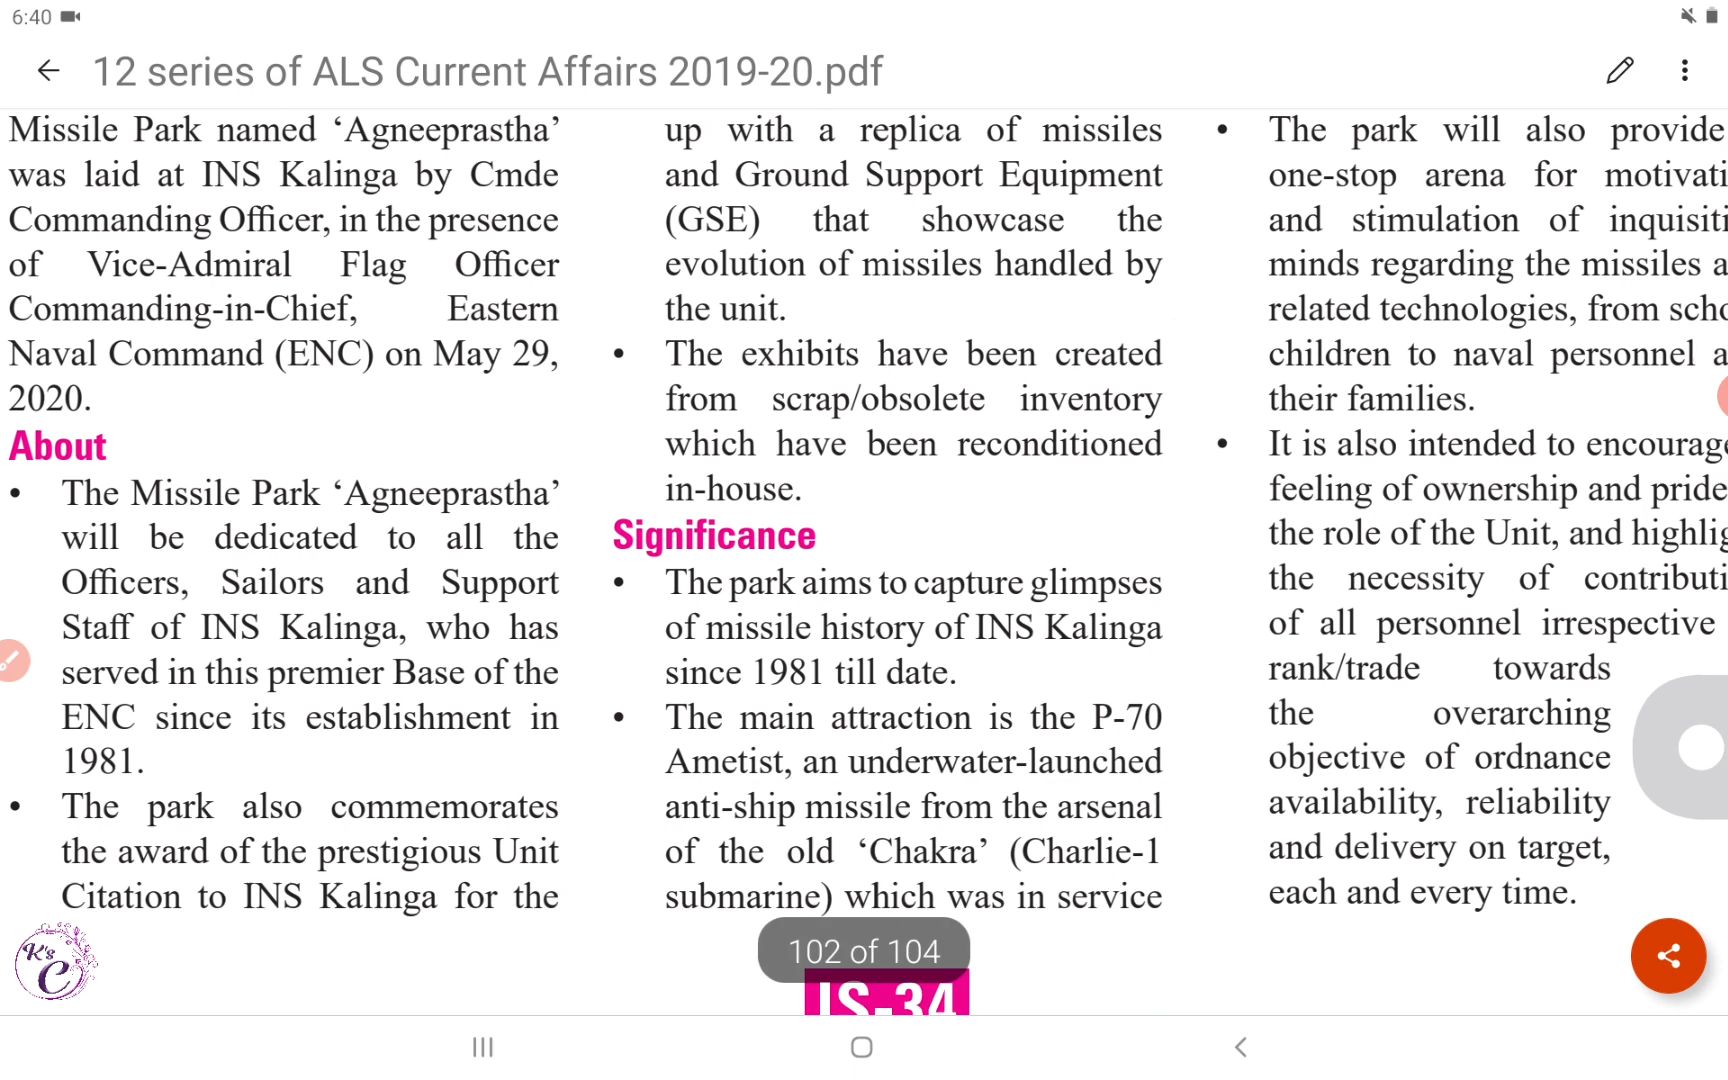 6:40
12 series of ALS Current Affairs 2019-20.pdf
Missile Park named ‘Agneeprastha’
was laid at INS Kalinga by Cmde
Commanding Officer, in the presence
of Vice-Admiral Flag Officer
Commanding-in-Chief, Eastern
Naval Command (ENC) on May 29,
2020.
About
• The Missile Park ‘Agneeprastha’
will be dedicated to all the
Officers, Sailors and Support
Staff of INS Kalinga, who has
served in this premier Base of the
ENC since its establishment in
1981.
• The park also commemorates
the award of the prestigious Unit
Citation to INS Kalinga for the
up with a replica of missiles
and Ground Support Equipment
(GSE) that showcase the
evolution of missiles handled by
the unit.
• The exhibits have been created
from scrap/obsolete inventory
which have been reconditioned
in-house.
Significance
• The park aims to capture glimpses
of missile history of INS Kalinga
since 1981 till date.
• The main attraction is the P-70
Ametist, an underwater-launched
anti-ship missile from the arsenal
of the old ‘Chakra’ (Charlie-1
submarine) which was in service
• The park will also provide
one-stop arena for motivati
and stimulation of inquisiti
minds regarding the missiles a
related technologies, from scho
children to naval personnel a
their families.
• It is also intended to encourage
feeling of ownership and pride
the role of the Unit, and highlig
the necessity of contributi
of all personnel irrespective
rank/trade towards
the overarching
objective of ordnance
availability, reliability
and delivery on target,
each and every time.
K's
C
102 of 104
IS-34